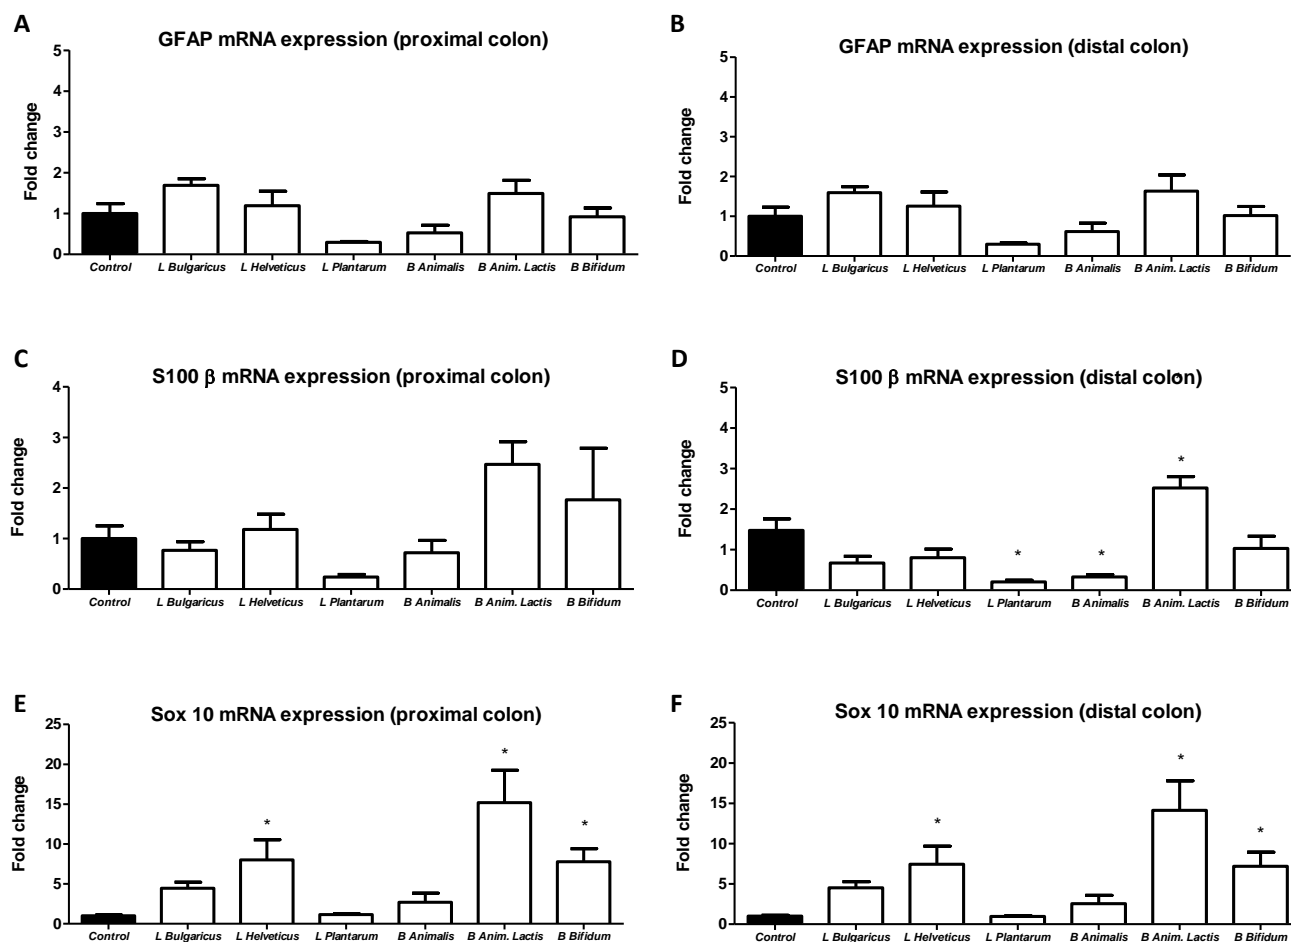 A
GFAP mRNA expression (proximal colon)
Fold change
5
4
3
2
1
0
Control L Bulgaricus L Helveticus L Plantarum B Animalis B Anim. Lactis B Bifidum
B
GFAP mRNA expression (distal colon)
Fold change
5
4
3
2
1
0
Control L Bulgaricus L Helveticus L Plantarum B Animalis B Anim. Lactis B Bifidum
C
S100 β mRNA expression (proximal colon)
Fold change
4
3
2
1
0
Control L Bulgaricus L Helveticus L Plantarum B Animalis B Anim. Lactis B Bifidum
D
S100 β mRNA expression (distal colon)
Fold change
5
4
3
2
1
0
*
* *
Control L Bulgaricus L Helveticus L Plantarum B Animalis B Anim. Lactis B Bifidum
E
Sox 10 mRNA expression (proximal colon)
Fold change
25
20
15
10
5
0
*
* *
Control L Bulgaricus L Helveticus L Plantarum B Animalis B Anim. Lactis B Bifidum
F
Sox 10 mRNA expression (distal colon)
Fold change
25
20
15
10
5
0
*
* *
Control L Bulgaricus L Helveticus L Plantarum B Animalis B Anim. Lactis B Bifidum